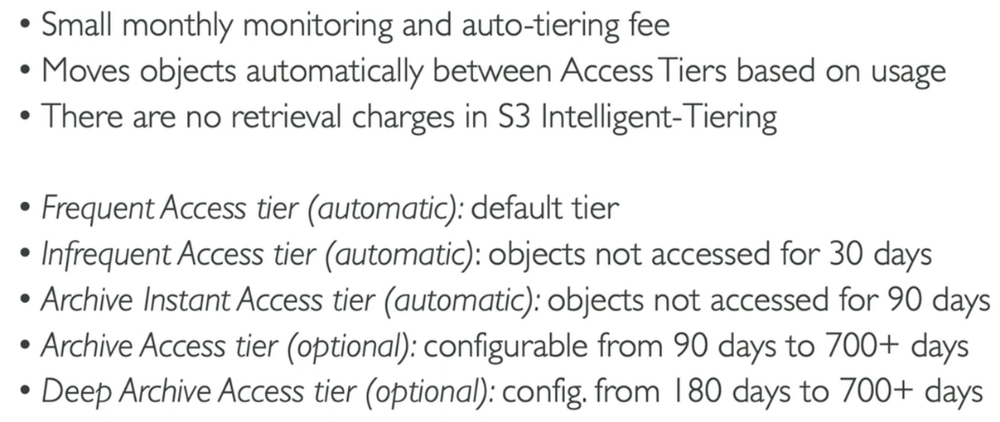 • Small monthly monitoring and auto-tiering fee
• Moves objects automatically between Access Tiers based on usage
• There are no retrieval charges in S3 Intelligent-Tiering
• Frequent Access tier (automatic): default tier
• Infrequent Access tier (automatic): objects not accessed for 30 days
• Archive Instant Access tier (automatic): objects not accessed for 90 days
• Archive Access tier (optional): configurable from 90 days to 700+ days
• Deep Archive Access tier (optional): config. from 180 days to 700+ days